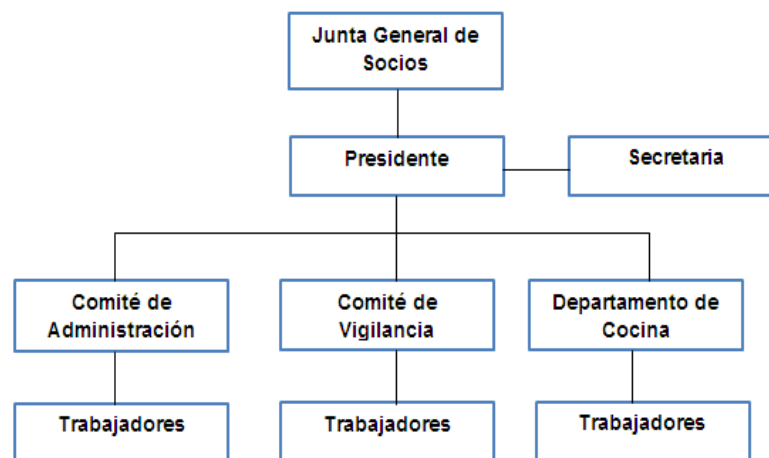 Junta General de
Socios
Presidente
Secretaria
Comité de
Administración
Comité de
Vigilancia
Departamento de
Cocina
Trabajadores
Trabajadores
Trabajadores